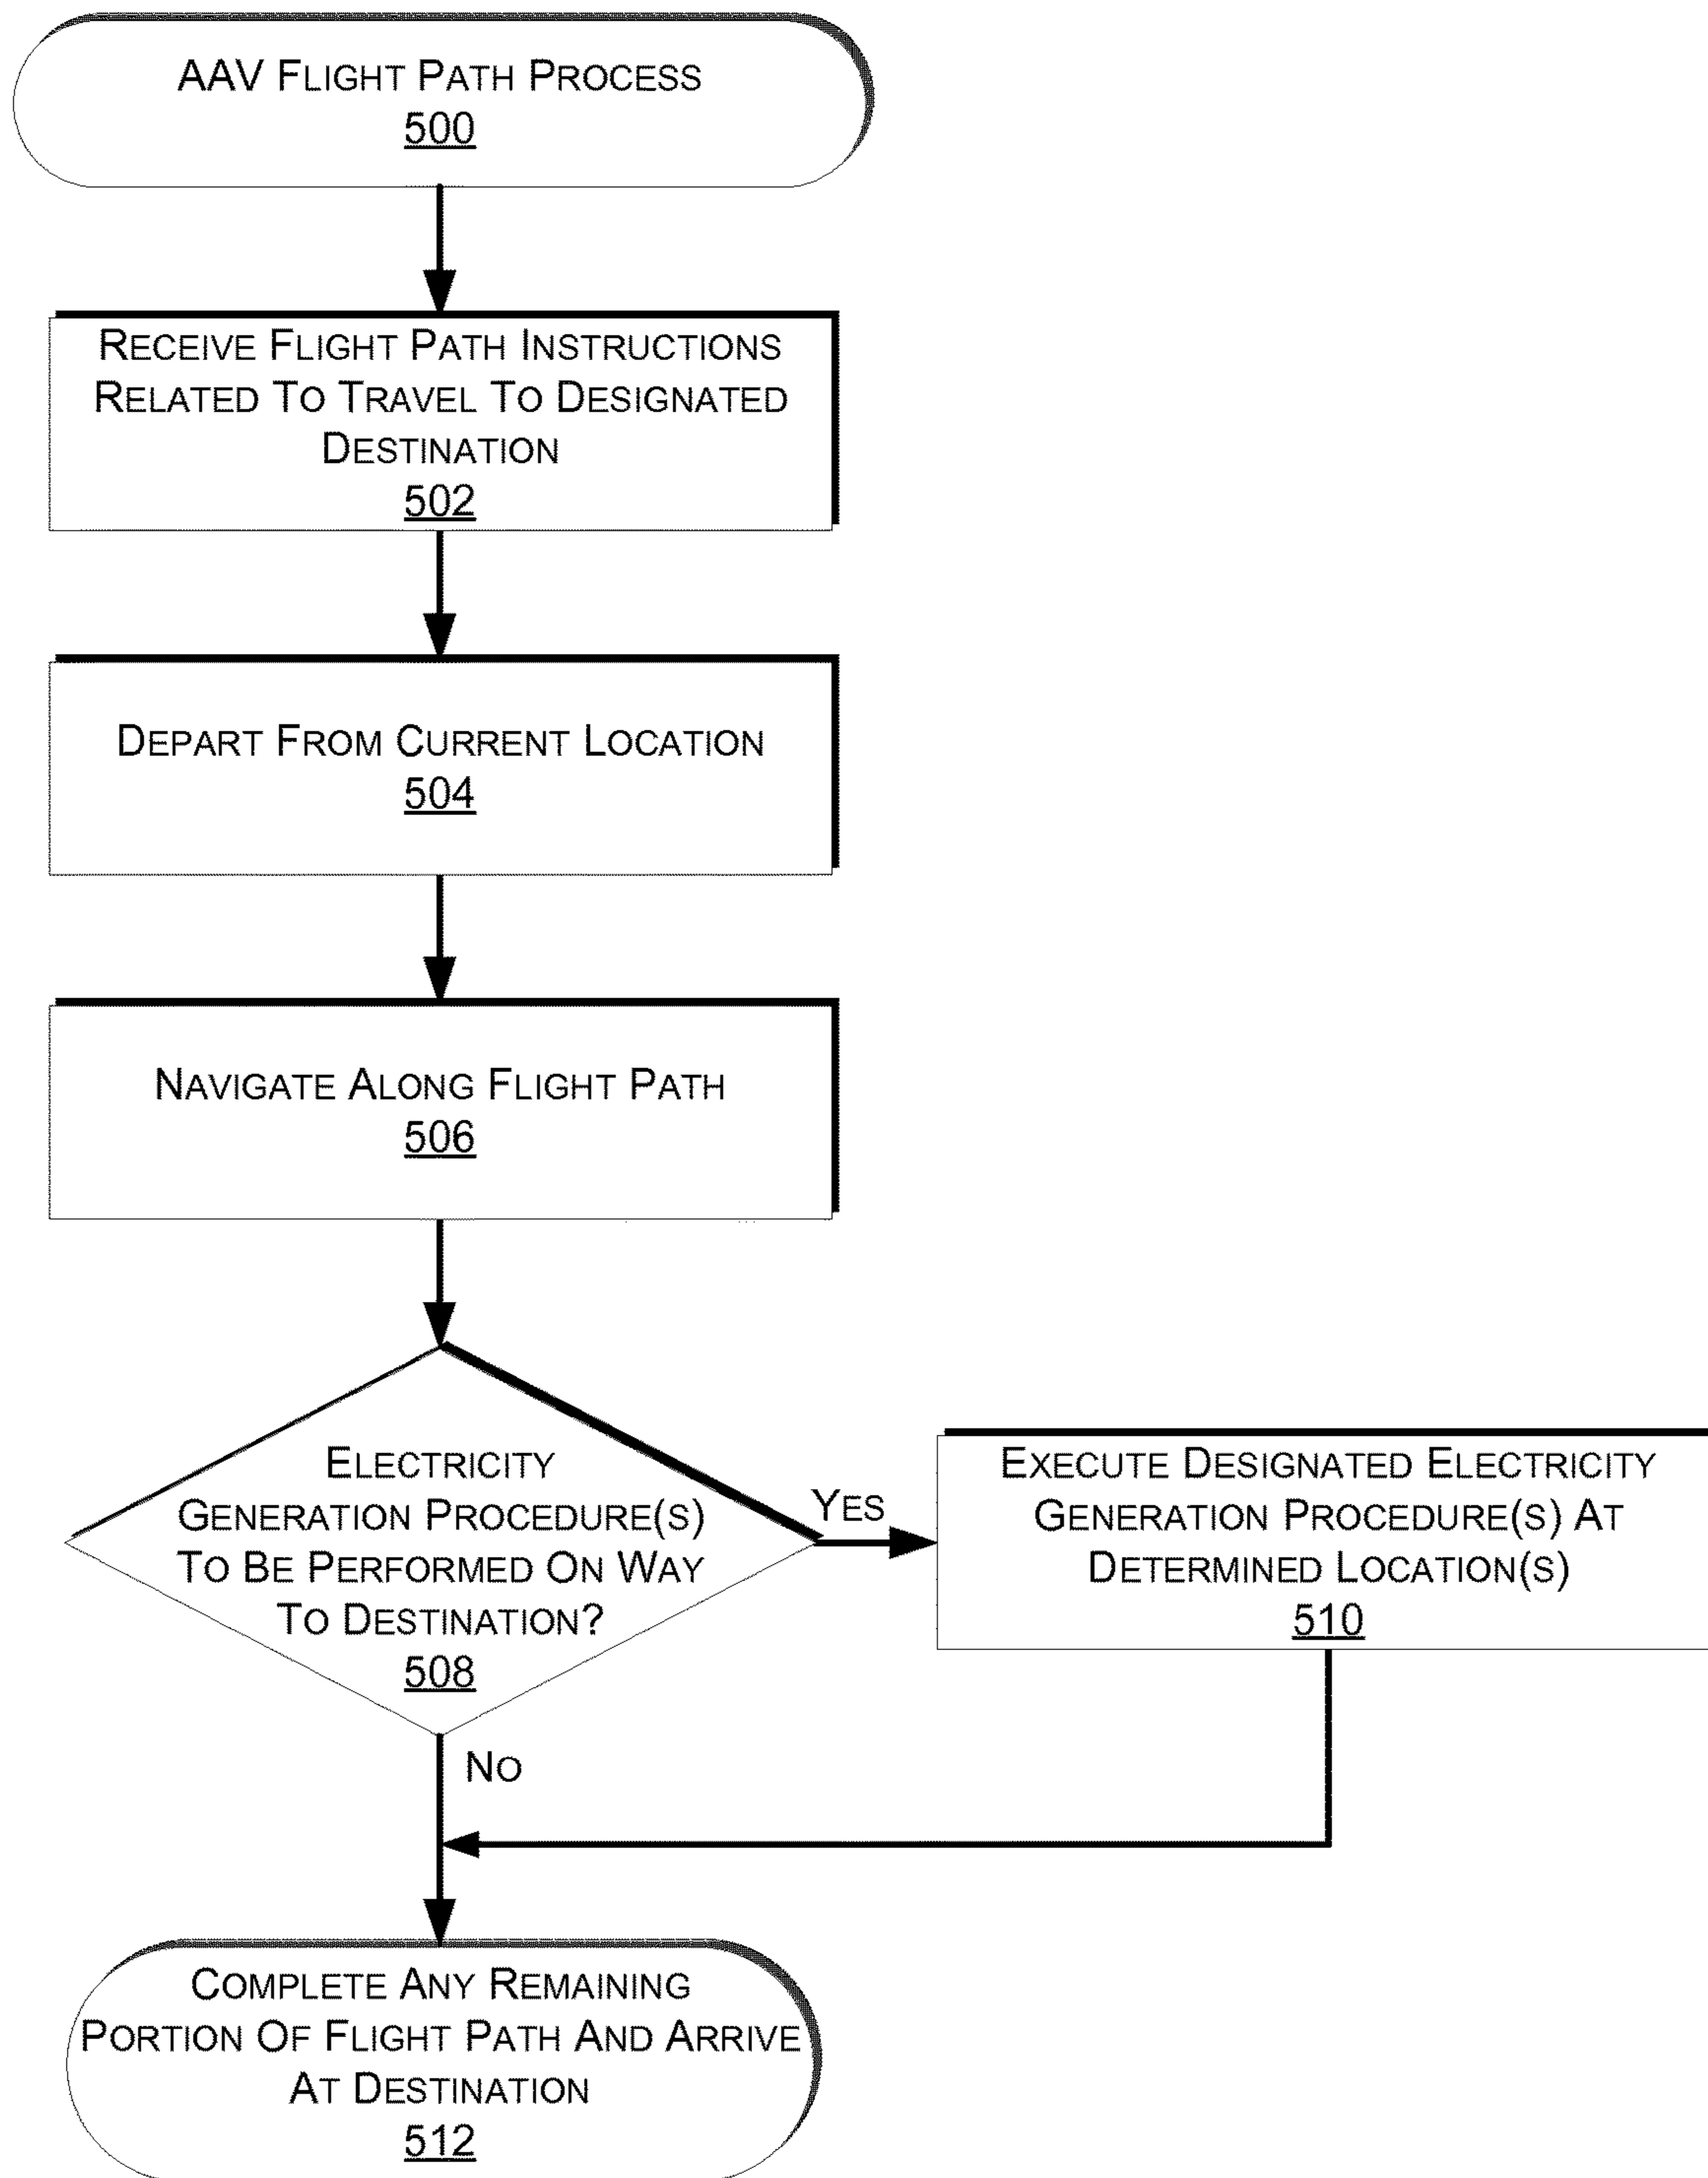 AAV FLIGHT PATH PROCESS
500
RECEIVE FLIGHT PATH INSTRUCTIONS
RELATED TO TRAVEL TO DESIGNATED
DESTINATION
502
DEPART FROM CURRENT LOCATION
504
NAVIGATE ALONG FLIGHT PATH
506
ELECTRICITY
GENERATION PROCEDURE(S)
TO BE PERFORMED ON WAY
TO DESTINATION?
508
YES
EXECUTE DESIGNATED ELECTRICITY
GENERATION PROCEDURE(S) AT
DETERMINED LOCATION(S)
510
NO
COMPLETE ANY REMAINING
PORTION OF FLIGHT PATH AND ARRIVE
AT DESTINATION
512